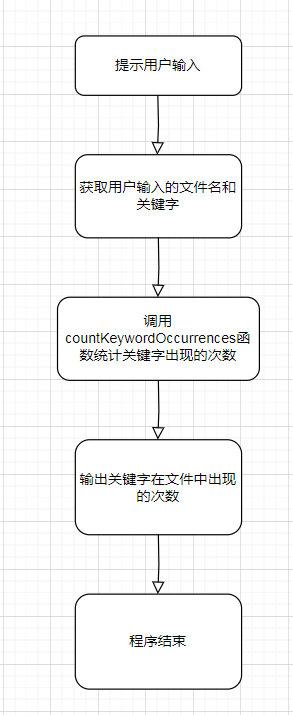 提示用户输入
获取用户输入的文件名和
关键字
调用
countKeywordOccurrences函
数统计关键字出现的次数
输出关键字在文件中出现
的次数
程序结束